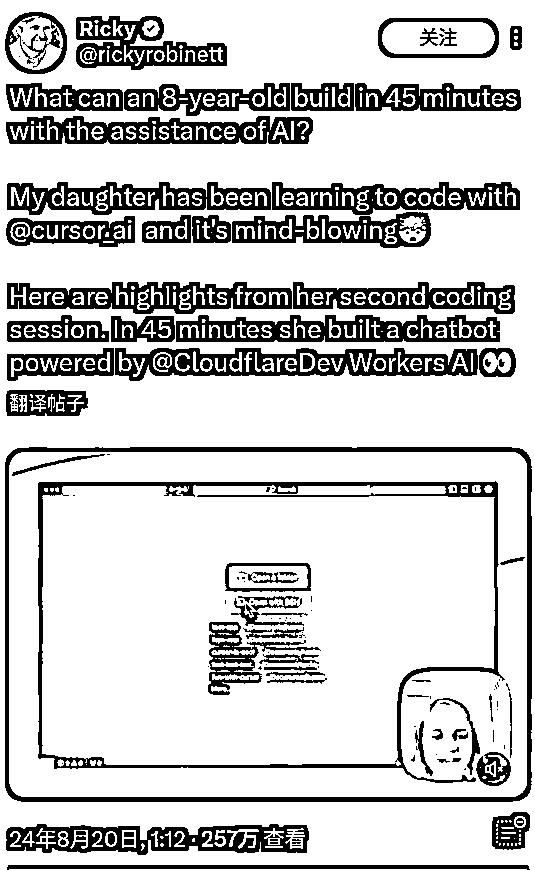 Ricky
@rickyrobinett
关注
What can an 8-year-old build in 45 minutes
with the assistance of AI?
My daughter has been learning to code with
@cursor_ai and it's mind-blowing🤯
Here are highlights from her second coding
session. In 45 minutes she built a chatbot
powered by @CloudflareDev Workers AI 👀
翻译帖子
24年8月20日, 1:12 · 257万 查看